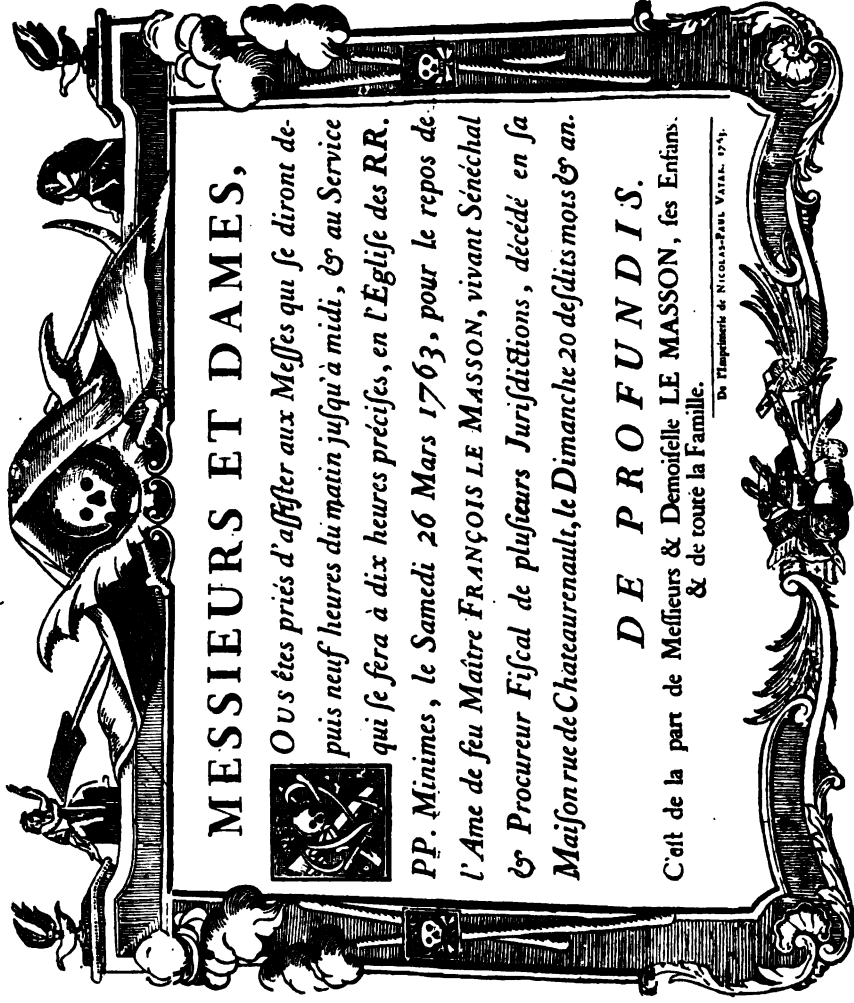 MESSIEURS ET DAMES,
OUS êtes priés d'aſſiſter aux Meſſes qui ſe diront de-
puis neuf heures du matin juſqu'à midi, & au Service
qui ſe fera à dix heures préciſes, en l'Égliſe des RR.
PP. Minimes, le Samedi 26 Mars 1763, pour le repos de
l'Ame de feu Maître FRANÇOIS LE MASSON, vivant Sénéchal
& Procureur Fiſcal de pluſieurs Juriſdictions, décédé en ſa
Maiſon rue de Chateaurenault, le Dimanche 20 deſdits mois & an.
DE PROFUNDIS.
C'eſt de la part de Meſſieurs & Demoiſelle LE MASSON, ſes Enfans.
& de toute la Famille.
De l'Imprimerie de NICOLAS-PAUL VATAR. 1763.